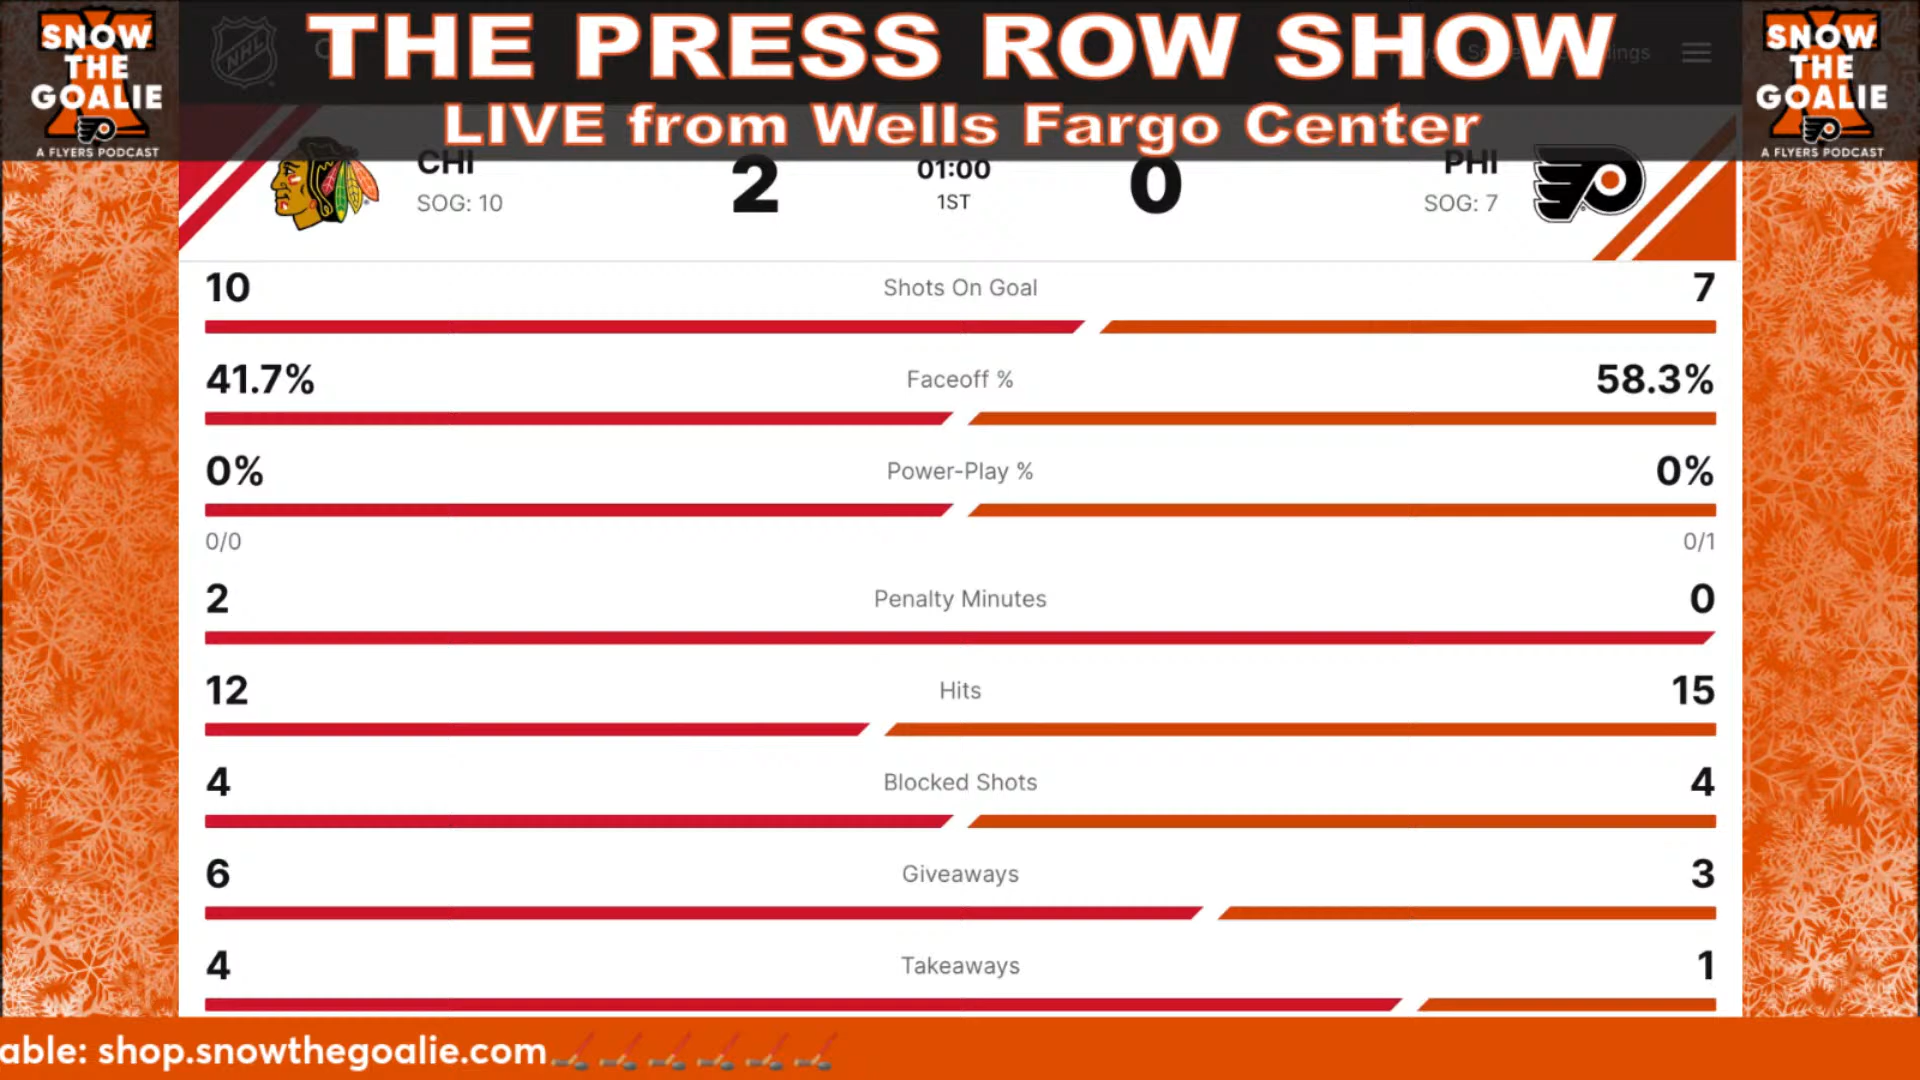 SNOW
THE
GOALIE
A FLYERS PODCAST
NHL
THE PRESS ROW SHOW
LIVE from Wells Fargo Center
SNOW
THE
GOALIE
A FLYERS PODCAST
CHI
SOG: 10
2
01:00
1ST
0
PHI
SOG: 7
10 Shots On Goal 7
41.7% Faceoff % 58.3%
0% Power-Play % 0%
0/0 0/1
2 Penalty Minutes 0
12 Hits 15
4 Blocked Shots 4
6 Giveaways 3
4 Takeaways 1
able: shop.snowthegoalie.com